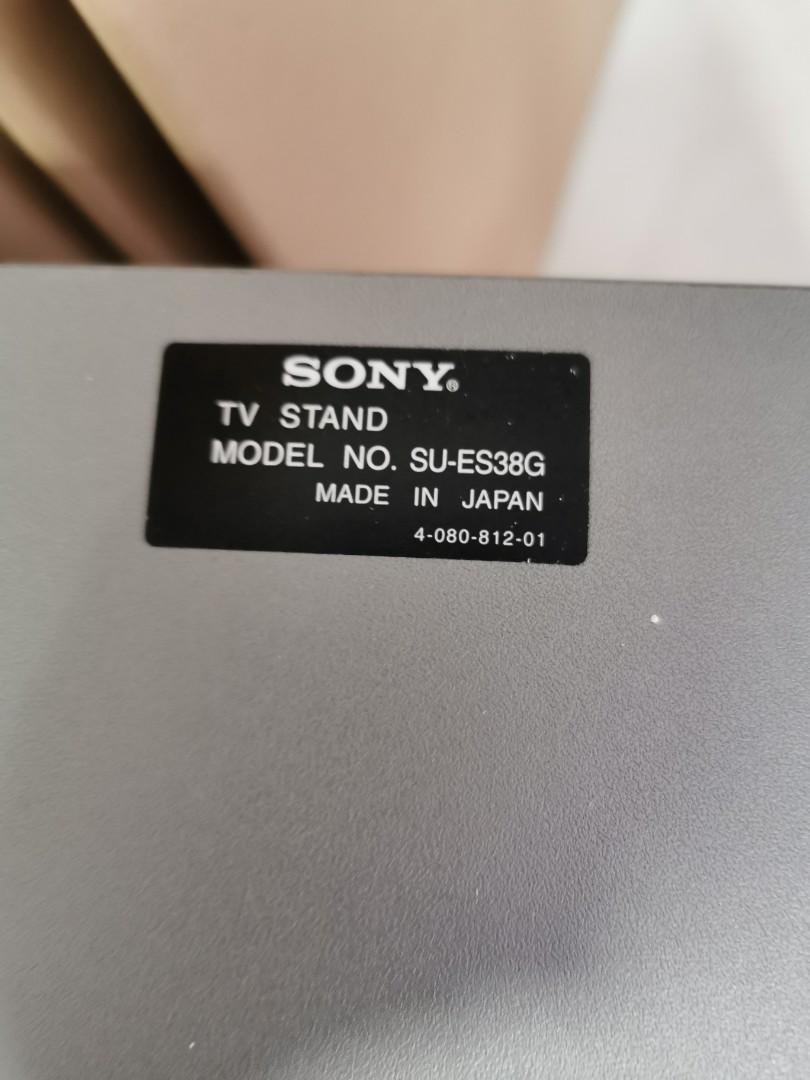 SONY®
TV STAND
MODEL NO. SU-ES38G
MADE IN JAPAN
4-080-812-01